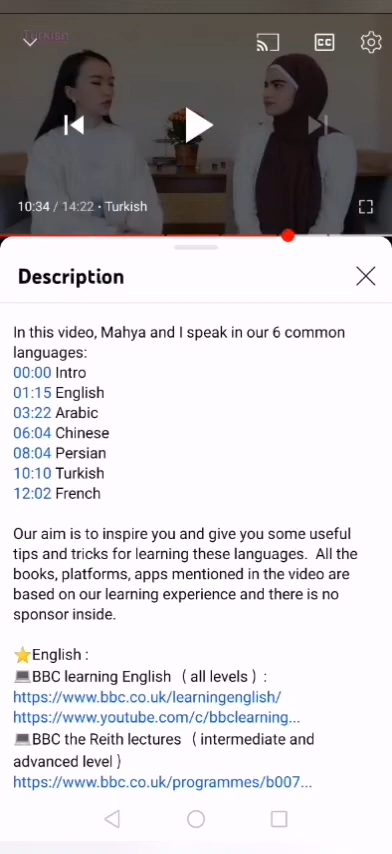 Turkish
CC
10:34 / 14:22 • Turkish
Description
In this video, Mahya and I speak in our 6 common
languages:
00:00 Intro
01:15 English
03:22 Arabic
06:04 Chinese
08:04 Persian
10:10 Turkish
12:02 French
Our aim is to inspire you and give you some useful
tips and tricks for learning these languages.  All the
books, platforms, apps mentioned in the video are
based on our learning experience and there is no
sponsor inside.
⭐English :
💻BBC learning English （all levels）:
https://www.bbc.co.uk/learningenglish/
https://www.youtube.com/c/bbclearning...
💻BBC the Reith lectures （intermediate and
advanced level）
https://www.bbc.co.uk/programmes/b007...